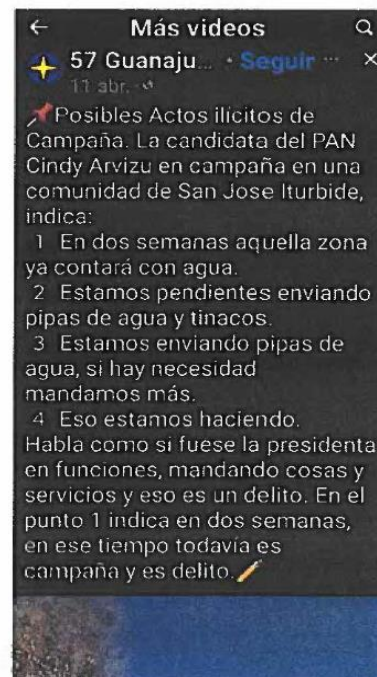 Más videos
57 Guanaju... · Seguir ...
11 abr.
Posibles Actos ilícitos de
Campaña. La candidata del PAN
Cindy Arvizu en campaña en una
comunidad de San Jose Iturbide,
indica:
1 En dos semanas aquella zona
ya contará con agua.
2 Estamos pendientes enviando
pipas de agua y tinacos.
3 Estamos enviando pipas de
agua, si hay necesidad
mandamos más.
4 Eso estamos haciendo.
Habla como si fuese la presidenta
en funciones, mandando cosas y
servicios y eso es un delito. En el
punto 1 indica en dos semanas,
en ese tiempo todavía es
campaña y es delito.